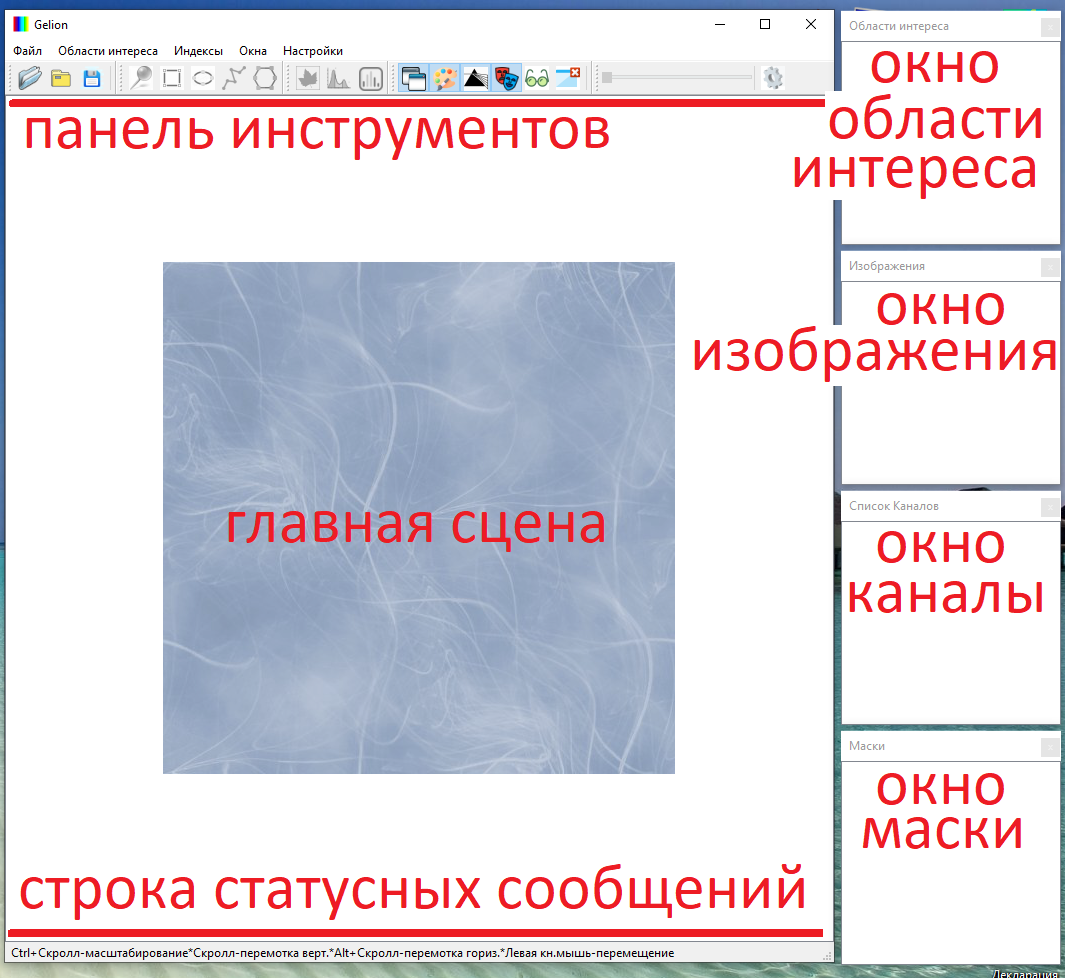 Gelion
Файл Области интереса Индексы Окна Настройки
панель инструментов
главная сцена
строка статусных сообщений
Ctrl+Скролл-масштабирование*Скролл-перемотка верт.*Alt+Скролл-перемотка гориз.*Левая кн.мышь-перемещение
Области интереса
окно
области
интереса
Изображения
окно
изображения
Список Каналов
окно
каналы
Маски
окно
маски
Декларация